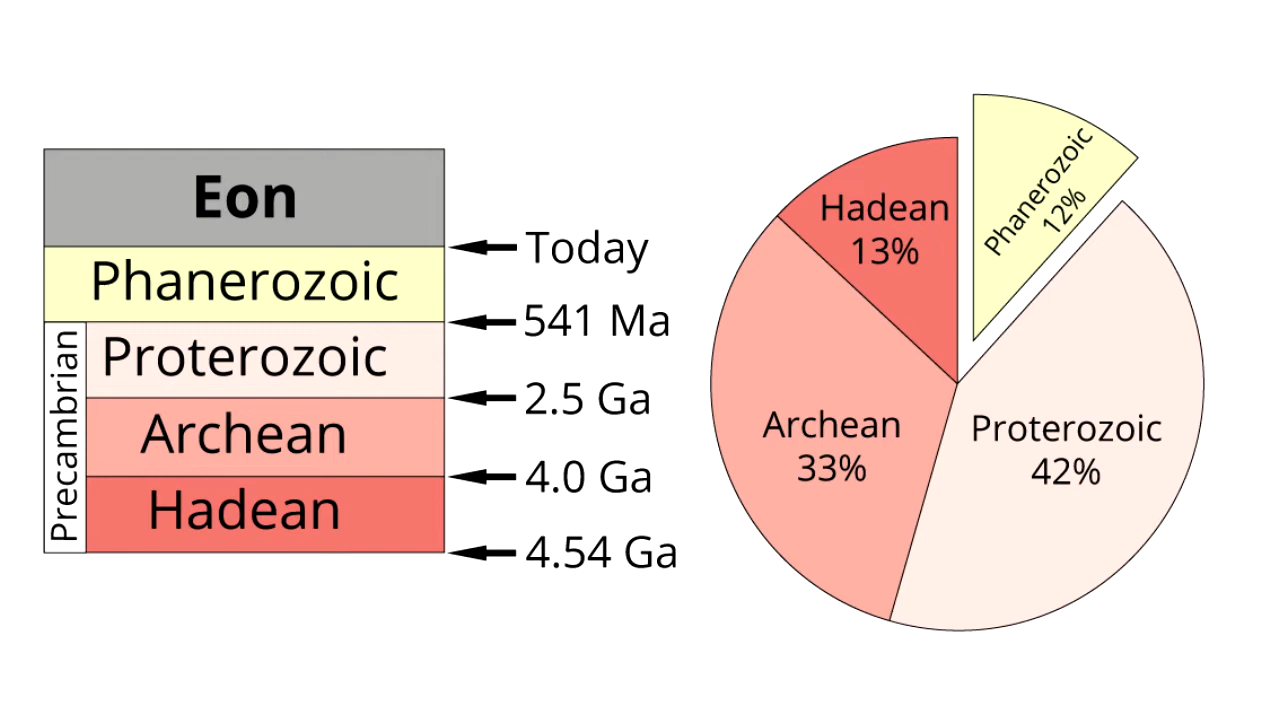 Eon
Phanerozoic
Proterozoic
Archean
Hadean
Precambrian
Today
541 Ma
2.5 Ga
4.0 Ga
4.54 Ga
Hadean
13%
Phanerozoic
12%
Archean
33%
Proterozoic
42%